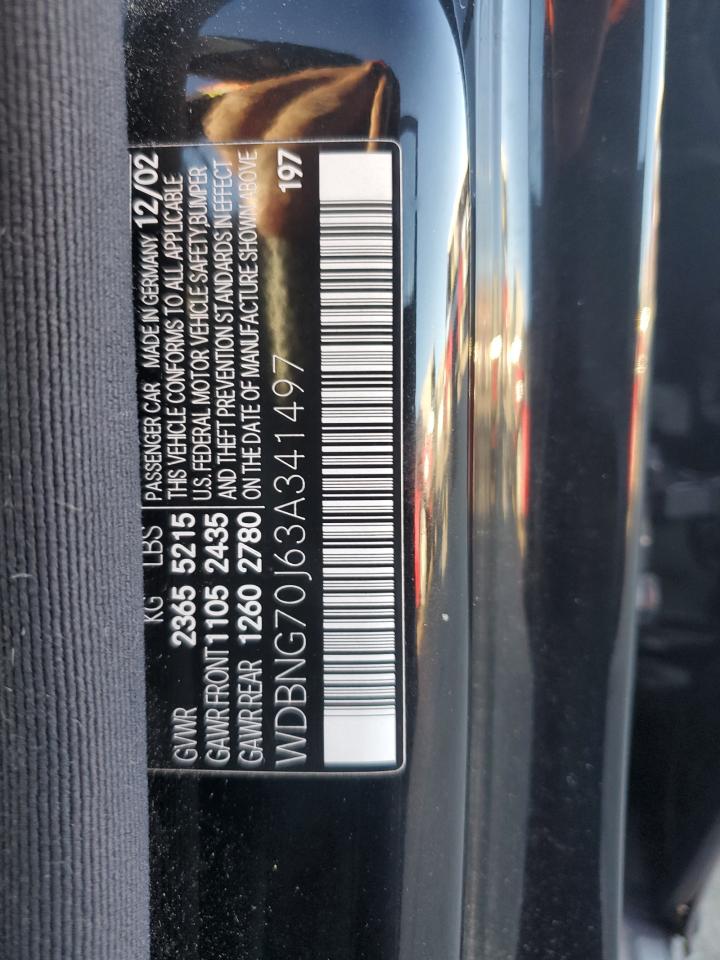 KG LBS
GVWR 2365 5215
GAWR FRONT 1105 2435
GAWR REAR 1260 2780
PASSENGER CAR MADE IN GERMANY 12/02
THIS VEHICLE CONFORMS TO ALL APPLICABLE
U.S. FEDERAL MOTOR VEHICLE SAFETY BUMPER
AND THEFT PREVENTION STANDARDS IN EFFECT
ON THE DATE OF MANUFACTURE SHOWN ABOVE
WDBNG70J63A341497 197